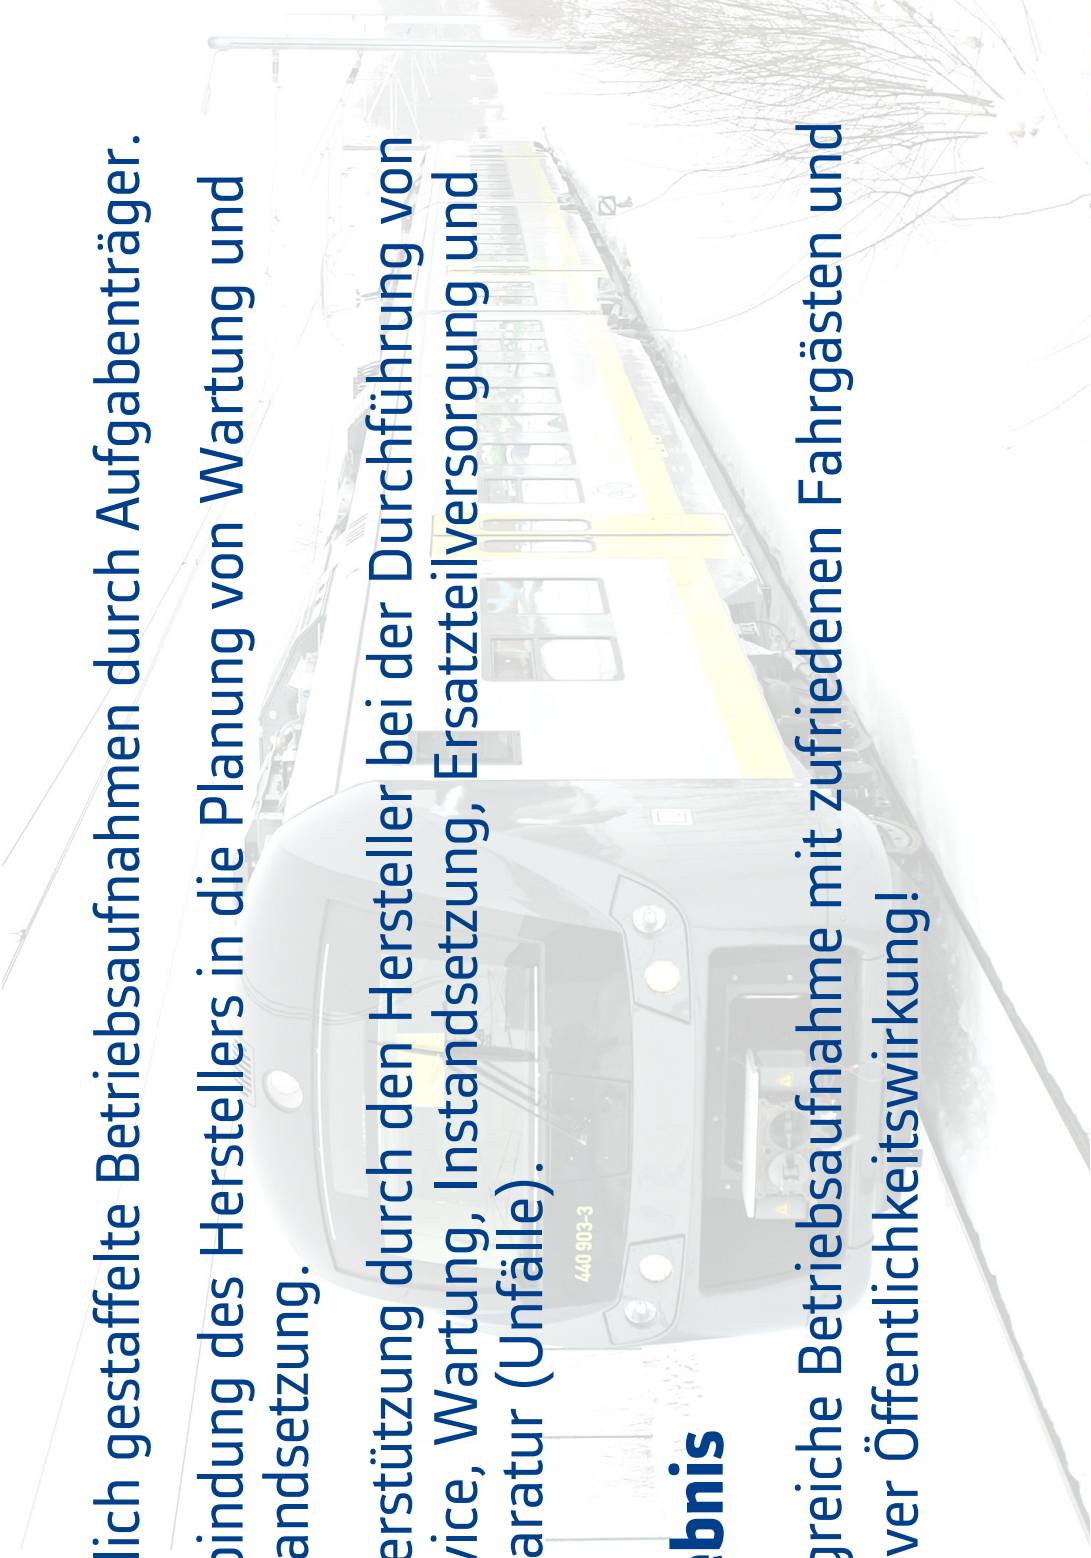 lich gestaffelte Betriebsaufnahmen durch Aufgabenträger.
bindung des Herstellers in die Planung von Wartung und
andsetzung.
erstützung durch den Hersteller bei der Durchführung von
vice, Wartung, Instandsetzung, Ersatzteilversorgung und
aratur (Unfälle).
440 903-3
ebnis
greiche Betriebsaufnahme mit zufriedenen Fahrgästen und
ver Öffentlichkeitswirkung!